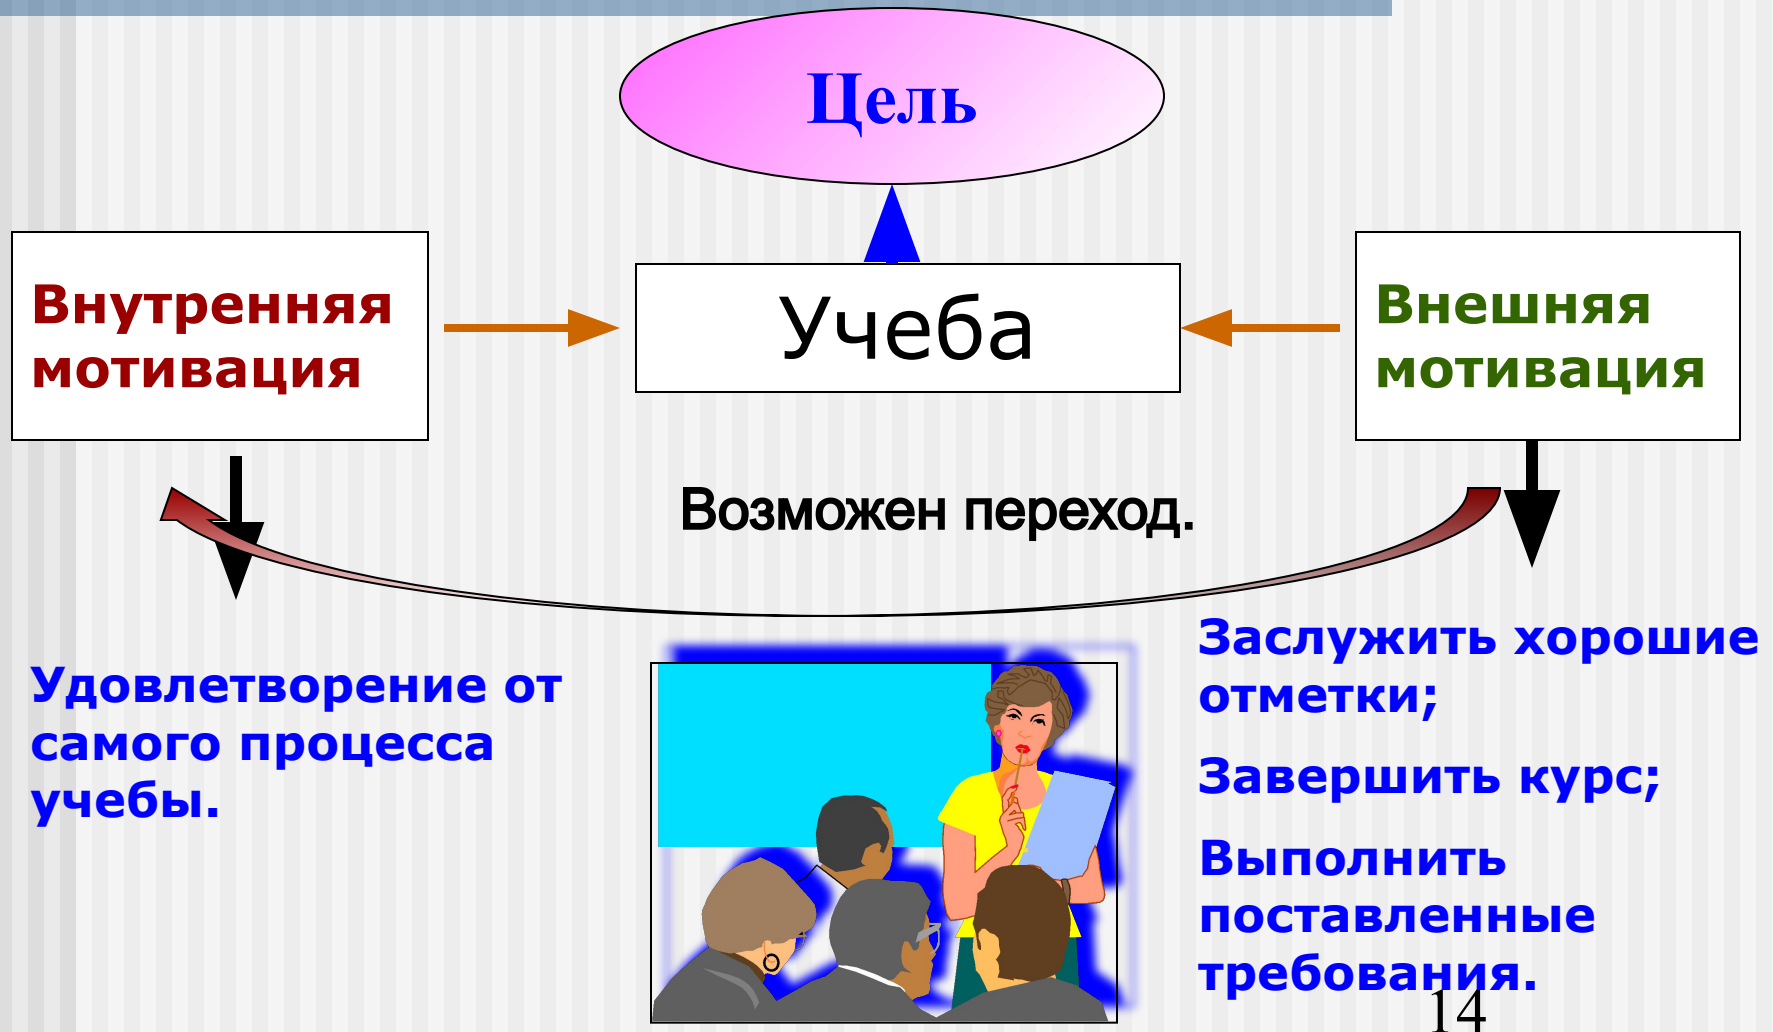 Цель
Внутренняя
мотивация
Учеба
Внешняя
мотивация
Возможен переход.
Удовлетворение от
самого процесса
учебы.
Заслужить хорошие
отметки;
Завершить курс;
Выполнить
поставленные
требования.
14